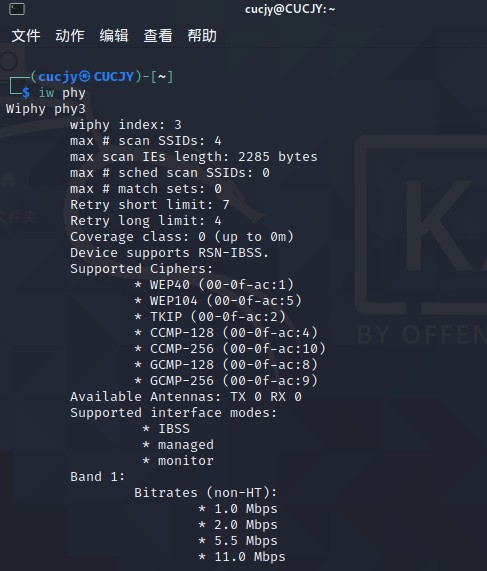 cucjy@CUCJY: ~
文件 动作 编辑 查看 帮助
┌──(cucjy㉿CUCJY)-[~]
└─$ iw phy
Wiphy phy3
wiphy index: 3
max # scan SSIDs: 4
max scan IEs length: 2285 bytes
max # sched scan SSIDs: 0
max # match sets: 0
Retry short limit: 7
Retry long limit: 4
Coverage class: 0 (up to 0m)
Device supports RSN-IBSS.
Supported Ciphers:
* WEP40 (00-0f-ac:1)
* WEP104 (00-0f-ac:5)
* TKIP (00-0f-ac:2)
* CCMP-128 (00-0f-ac:4)
* CCMP-256 (00-0f-ac:10)
* GCMP-128 (00-0f-ac:8)
* GCMP-256 (00-0f-ac:9)
Available Antennas: TX 0 RX 0
Supported interface modes:
* IBSS
* managed
* monitor
Band 1:
Bitrates (non-HT):
* 1.0 Mbps
* 2.0 Mbps
* 5.5 Mbps
* 11.0 Mbps
文件夹
KA
BY OFFEN